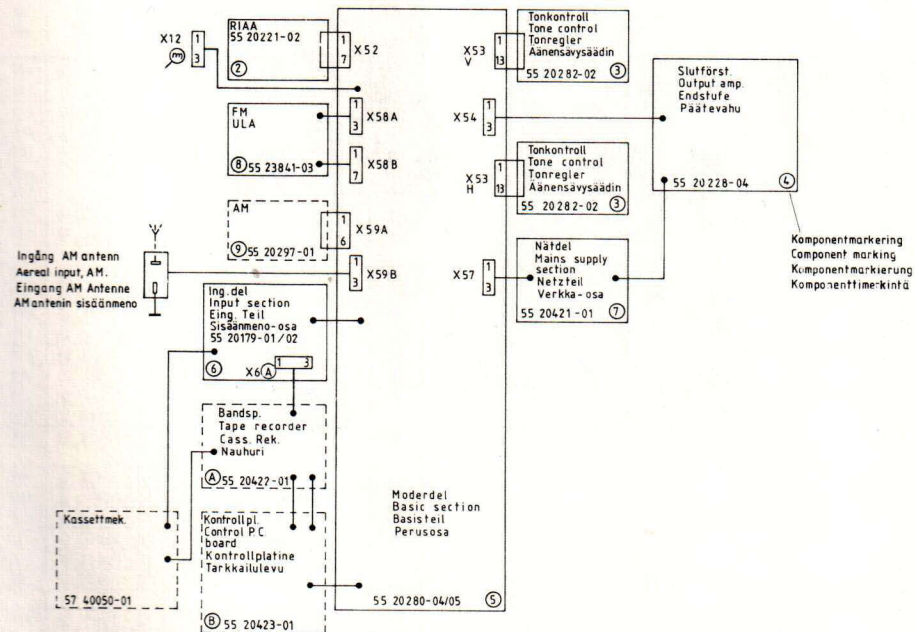 X12
1
3
RIAA
55 20221-02
2
1
7
X52
FM
ULA
8 55 23841-03
1
3
X58A
1
7
X58B
AM
9 55 20297-01
1
6
X59A
1
3
X59B
Ingång AM antenn
Aereal input, AM.
Eingang AM Antenne
AM antenin sisäänmeno
Ing.del
Input section
Eing. Teil
Sisäänmeno-osa
55 20179-01/02
6
X6 A
1 3
Bandsp.
Tape recorder
Cass. Rek.
Nauhuri
A 55 20422-01
Kassettmek.
57 40050-01
Kontrollpl.
Control P.C.
board
Kontrollplatine
Tarkkailulevu
B 55 20423-01
Moderdel
Basic section
Basisteil
Perusosa
55 20280-04/05 5
X53
V
1
13
Tonkontroll
Tone control
Tonregler
Äänensävysäädin
55 20282-02 3
X54
1
3
X53
H
1
13
Tonkontroll
Tone control
Tonregler
Äänensävysäädin
55 20282-02 3
X57
1
3
Nätdel
Mains supply
section
Netzteil
Verkka-osa
55 20421-01 7
Slutförst.
Output amp.
Endstufe
Päätevahu
55 20228-04 4
Komponentmarkering
Component marking
Komponentmarkierung
Komponenttimerkintä